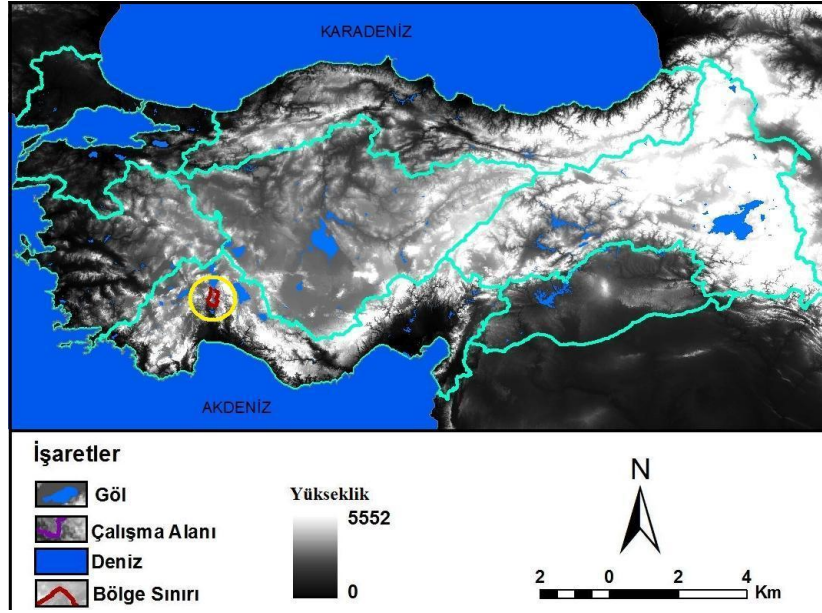 KARADENİZ
AKDENİZ
İşaretler
Göl
Çalışma Alanı
Deniz
Bölge Sınırı
Yükseklik
5552
0
N
2 0 2 4
Km